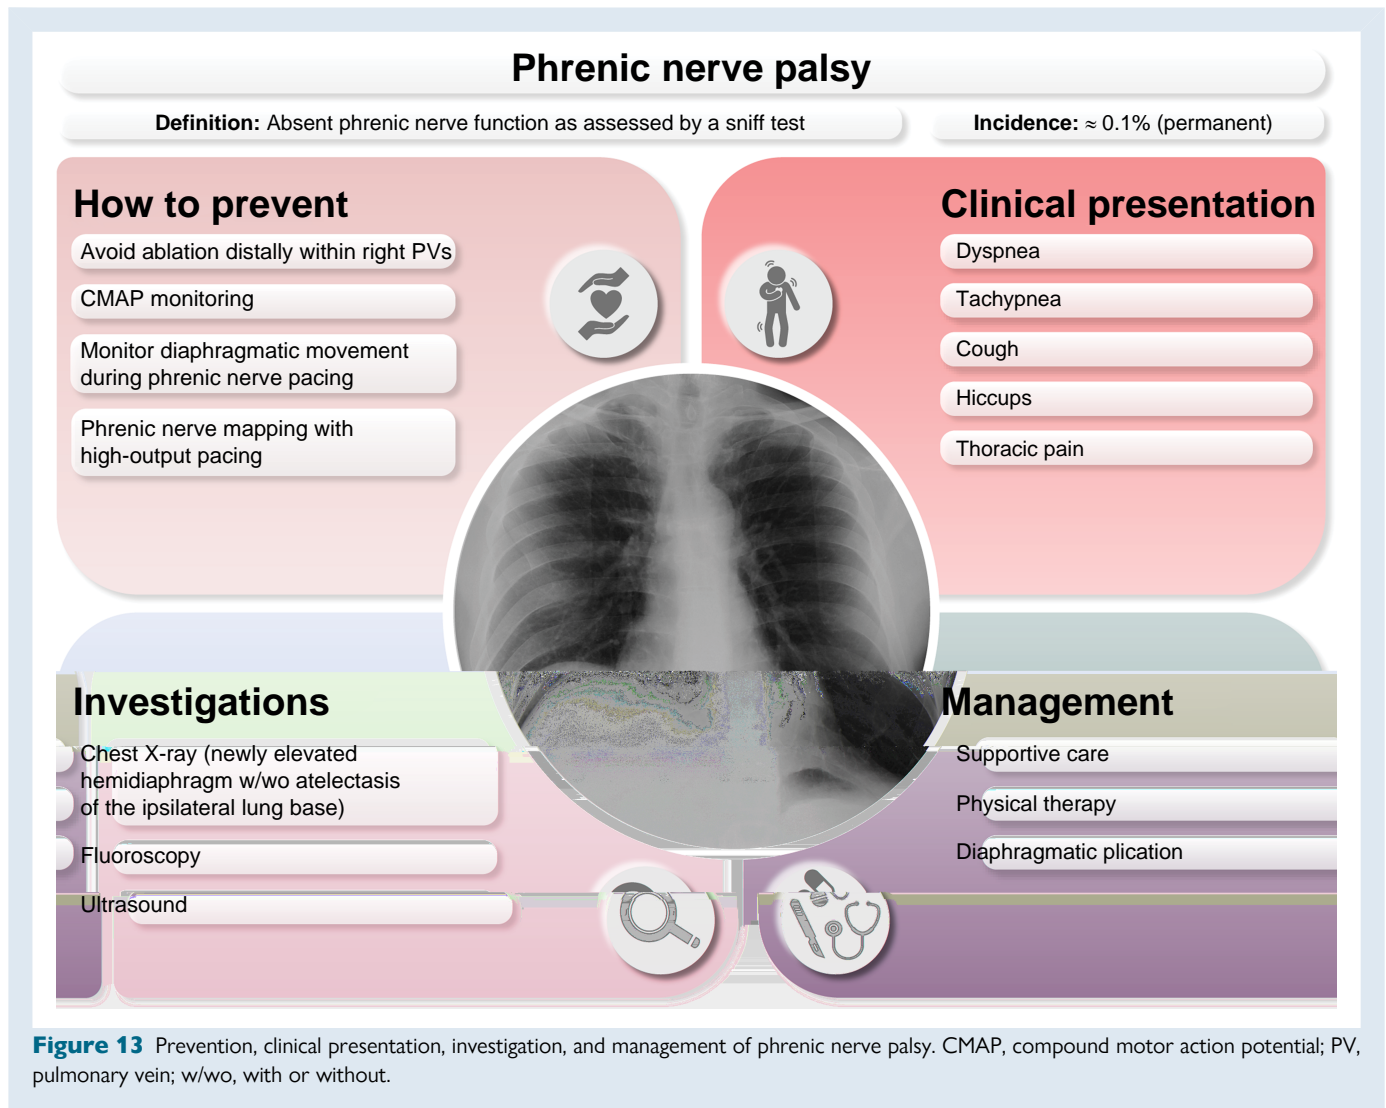 Phrenic nerve palsy
Definition: Absent phrenic nerve function as assessed by a sniff test
Incidence: ≈ 0.1% (permanent)
How to prevent
Avoid ablation distally within right PVs
CMAP monitoring
Monitor diaphragmatic movement
during phrenic nerve pacing
Phrenic nerve mapping with
high-output pacing
Clinical presentation
Dyspnea
Tachypnea
Cough
Hiccups
Thoracic pain
Investigations
Chest X-ray (newly elevated
hemidiaphragm w/wo atelectasis
of the ipsilateral lung base)
Fluoroscopy
Ultrasound
Management
Supportive care
Physical therapy
Diaphragmatic plication
Figure 13 Prevention, clinical presentation, investigation, and management of phrenic nerve palsy. CMAP, compound motor action potential; PV,
pulmonary vein; w/wo, with or without.